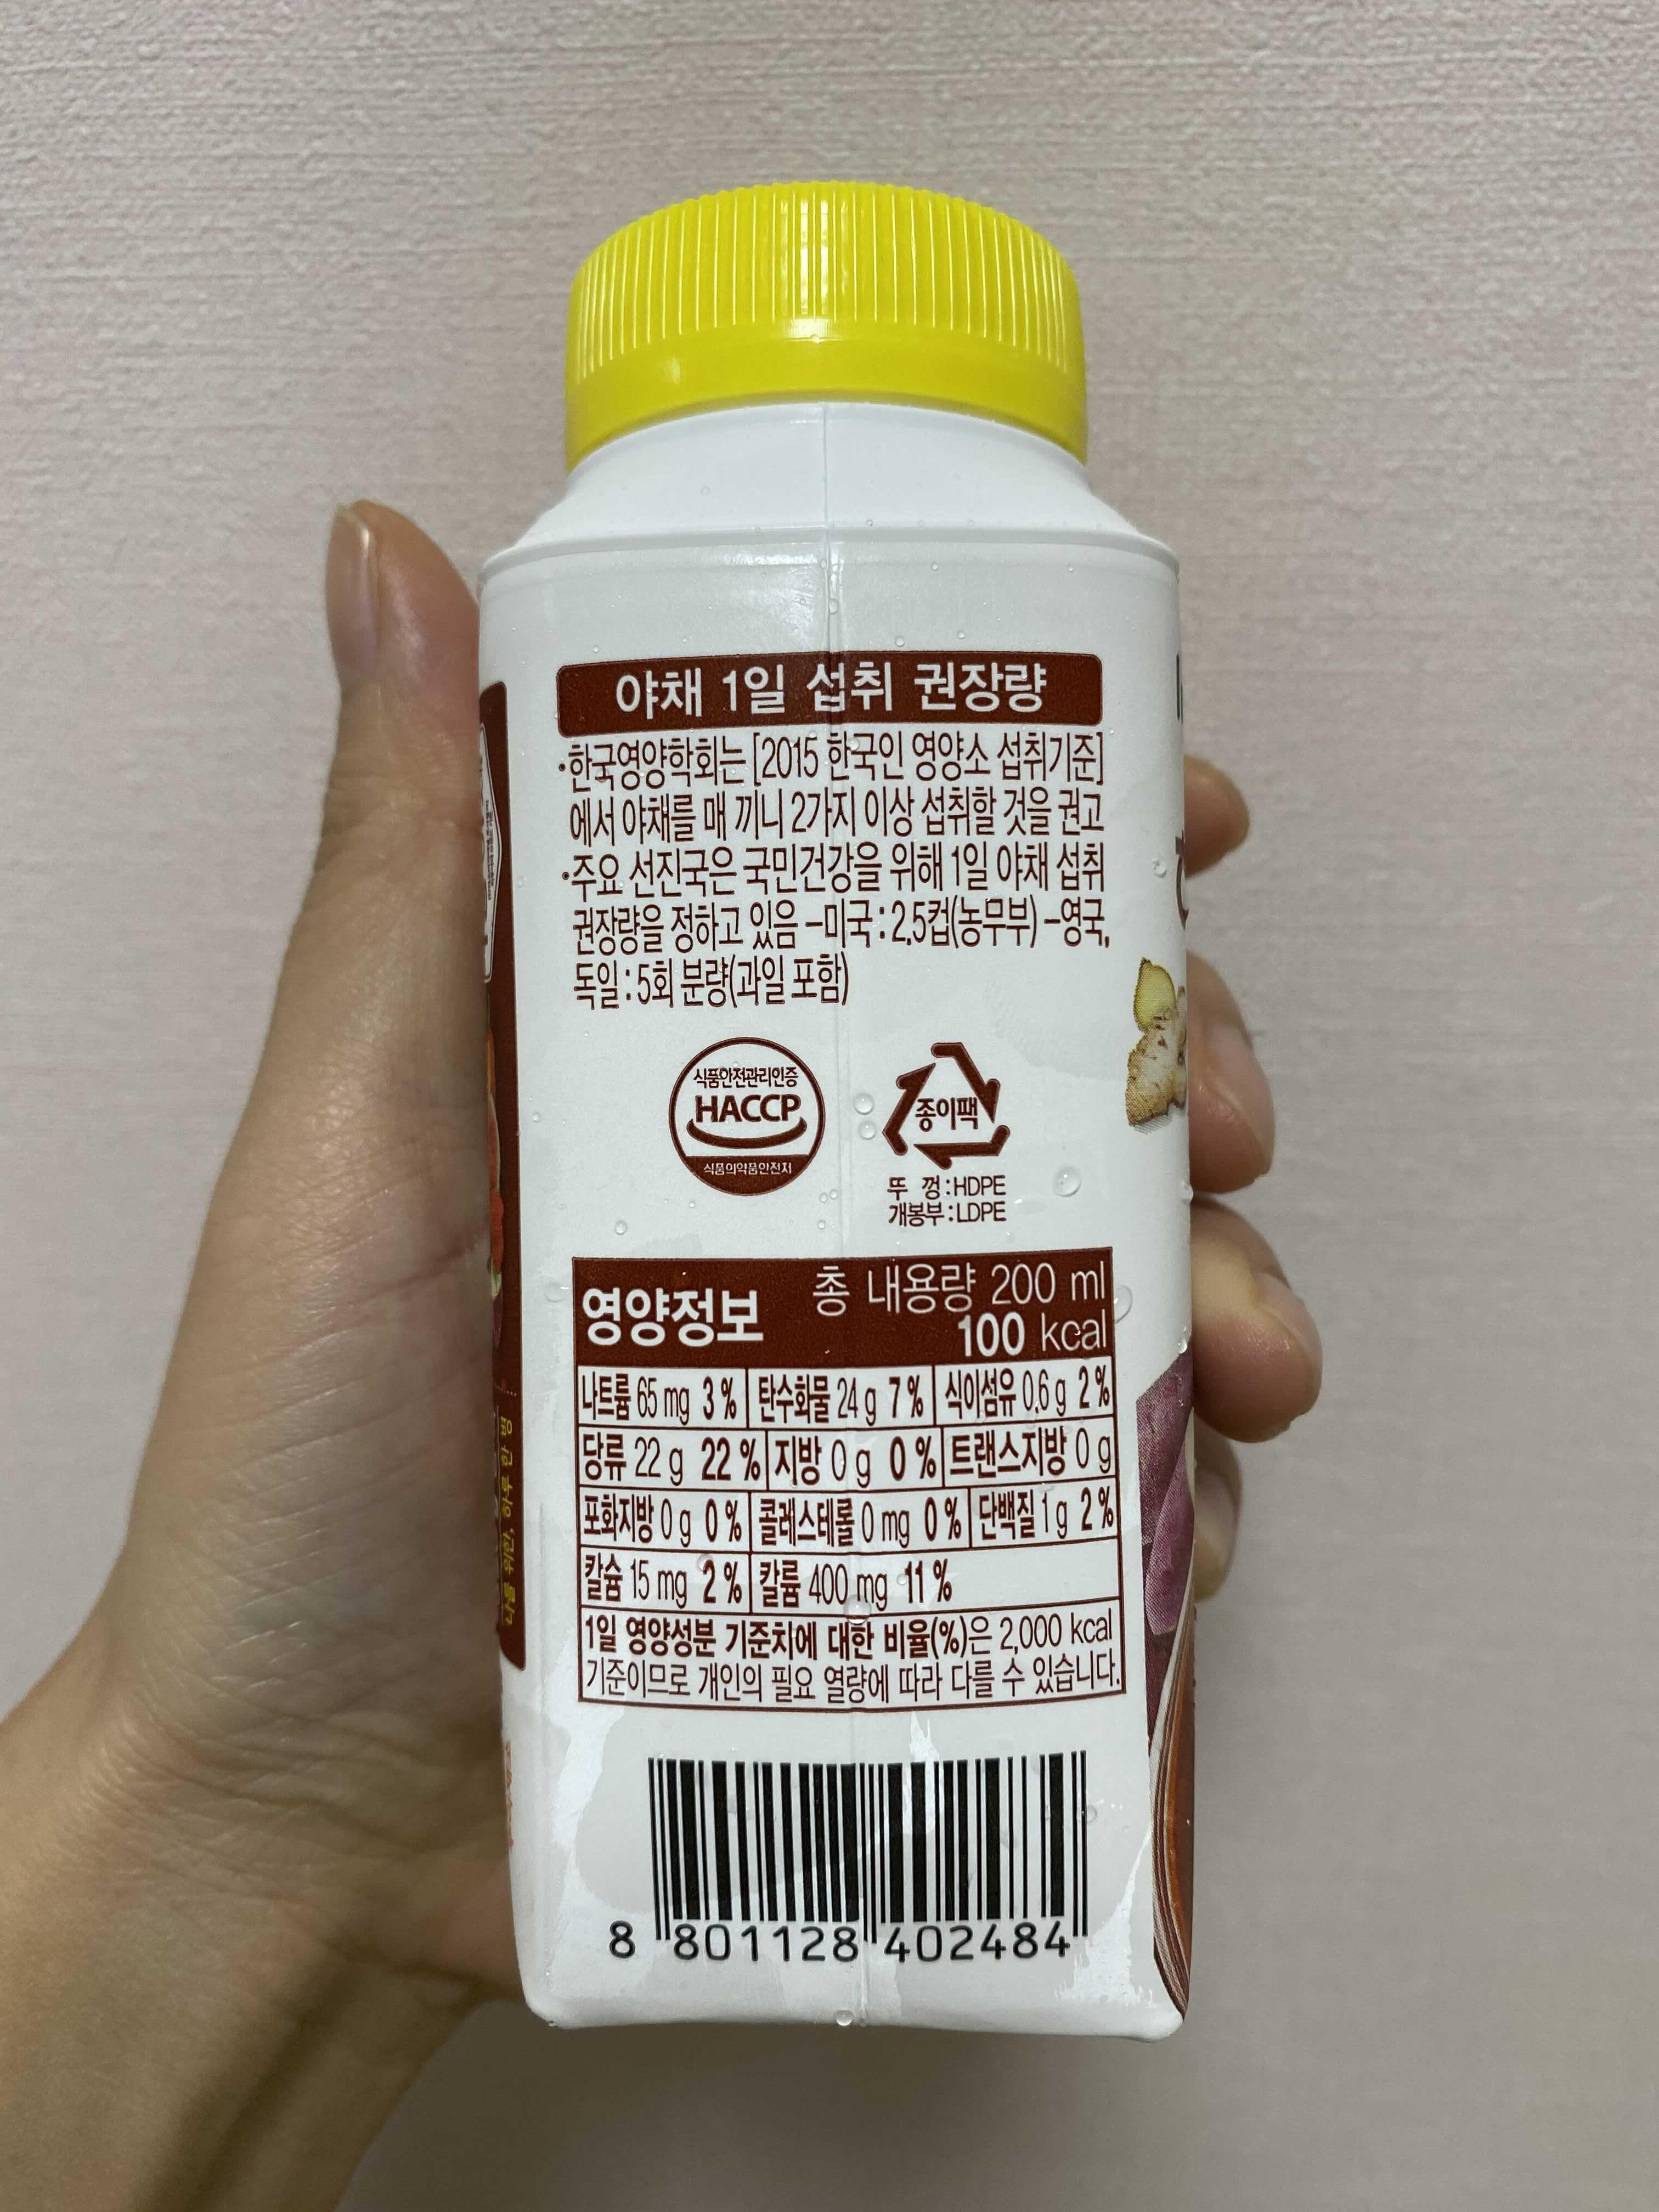 야채 1일 섭취 권장량
·한국영양학회는 [2015 한국인 영양소 섭취기준]
에서 야채를 매 끼니 2가지 이상 섭취할 것을 권고
·주요 선진국은 국민건강을 위해 1일 야채 섭취
권장량을 정하고 있음 -미국 : 2.5컵(농무부) -영국,
독일 : 5회 분량(과일 포함)
식품안전관리인증
HACCP
식품의약품안전처
종이팩
뚜 껑:HDPE
개봉부:LDPE
영양정보 총 내용량 200 ml
100 kcal
나트륨 65 mg 3 % 탄수화물 24 g 7 % 식이섬유 0.6 g 2 %
당류 22 g 22 % 지방 0 g 0 % 트랜스지방 0 g
포화지방 0 g 0 % 콜레스테롤 0 mg 0 % 단백질 1 g 2 %
칼슘 15 mg 2 % 칼륨 400 mg 11 %
1일 영양성분 기준치에 대한 비율(%)은 2,000 kcal
기준이므로 개인의 필요 열량에 따라 다를 수 있습니다.
8 801128 402484
나를 위한, 하루 한 병